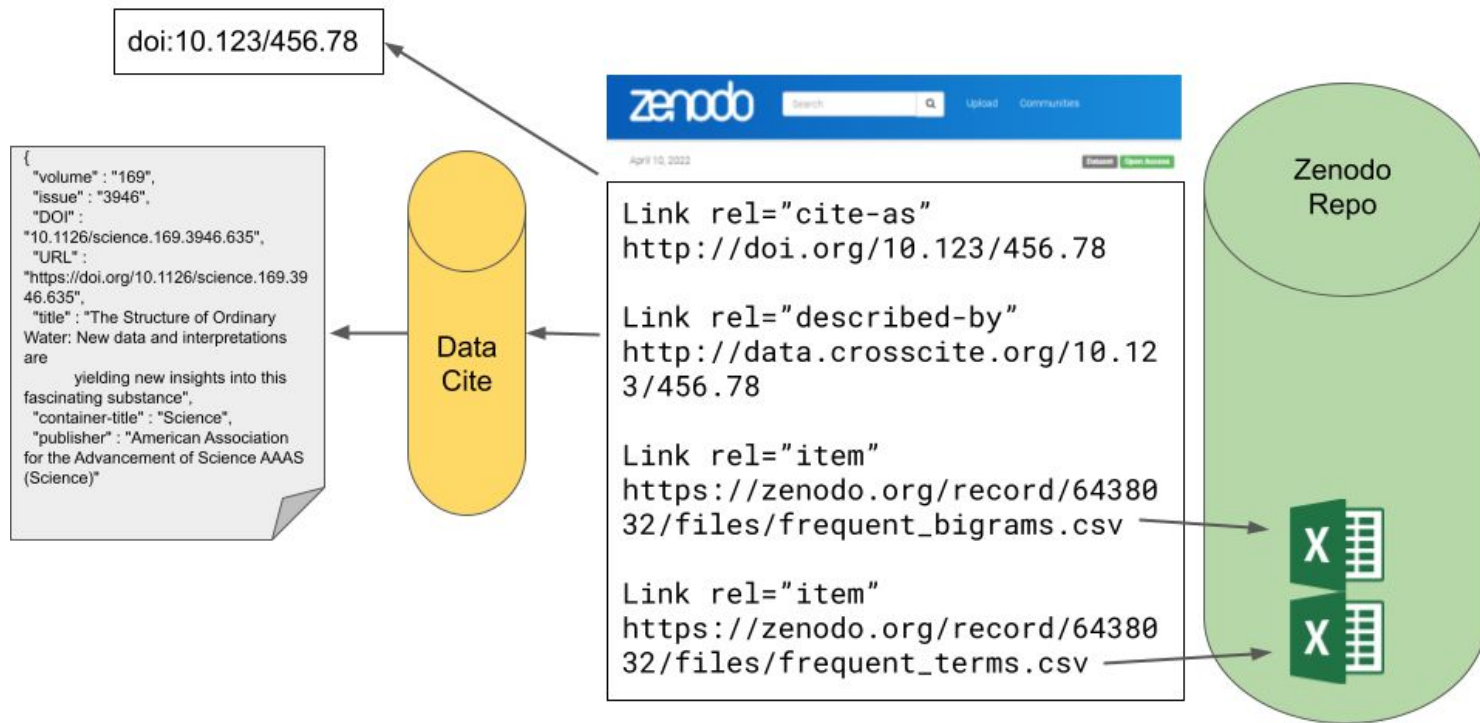 doi:10.123/456.78
zenodo
Search
Upload
Communities
April 10, 2022
Dataset
Open Access
{
"volume" : "169",
"issue" : "3946",
"DOI" :
"10.1126/science.169.3946.635",
"URL" :
"https://doi.org/10.1126/science.169.39
46.635",
"title" : "The Structure of Ordinary
Water: New data and interpretations
are
yielding new insights into this
fascinating substance",
"container-title" : "Science",
"publisher" : "American Association
for the Advancement of Science AAAS
(Science)"
Data
Cite
Link rel="cite-as"
http://doi.org/10.123/456.78
Link rel="described-by"
http://data.crosscite.org/10.12
3/456.78
Link rel="item"
https://zenodo.org/record/64380
32/files/frequent_bigrams.csv
Link rel="item"
https://zenodo.org/record/64380
32/files/frequent_terms.csv
Zenodo
Repo
X
X